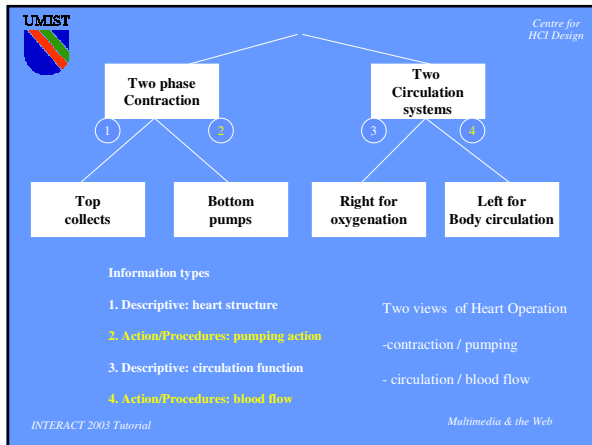 UMIST
Centre for
HCI Design
Two phase
Contraction
Two
Circulation
systems
1
2
3
4
Top
collects
Bottom
pumps
Right for
oxygenation
Left for
Body circulation
Information types
1. Descriptive: heart structure
2. Action/Procedures: pumping action
3. Descriptive: circulation function
4. Action/Procedures: blood flow
Two views of Heart Operation
-contraction / pumping
- circulation / blood flow
INTERACT 2003 Tutorial
Multimedia & the Web